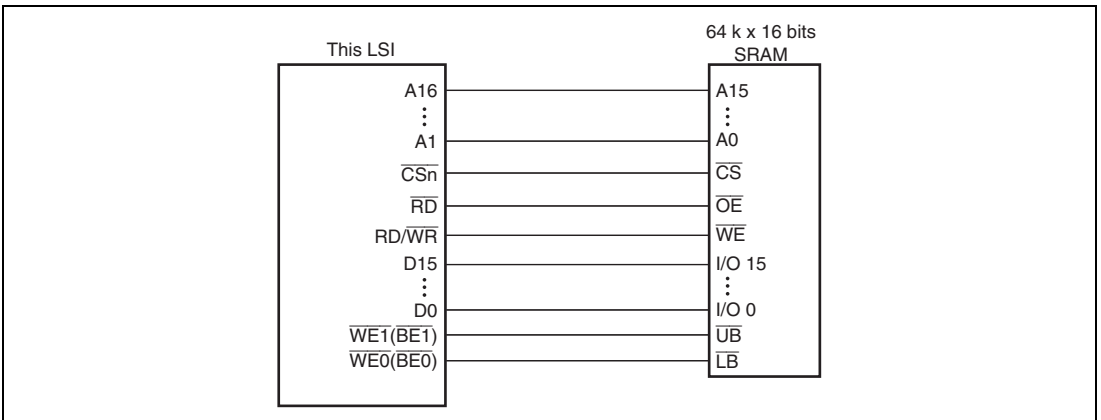 This LSI
64 k x 16 bits
SRAM
A16 A15
A1 A0
CSn CS
RD OE
RD/WR WE
D15 I/O 15
D0 I/O 0
WE1(BE1) UB
WE0(BE0) LB